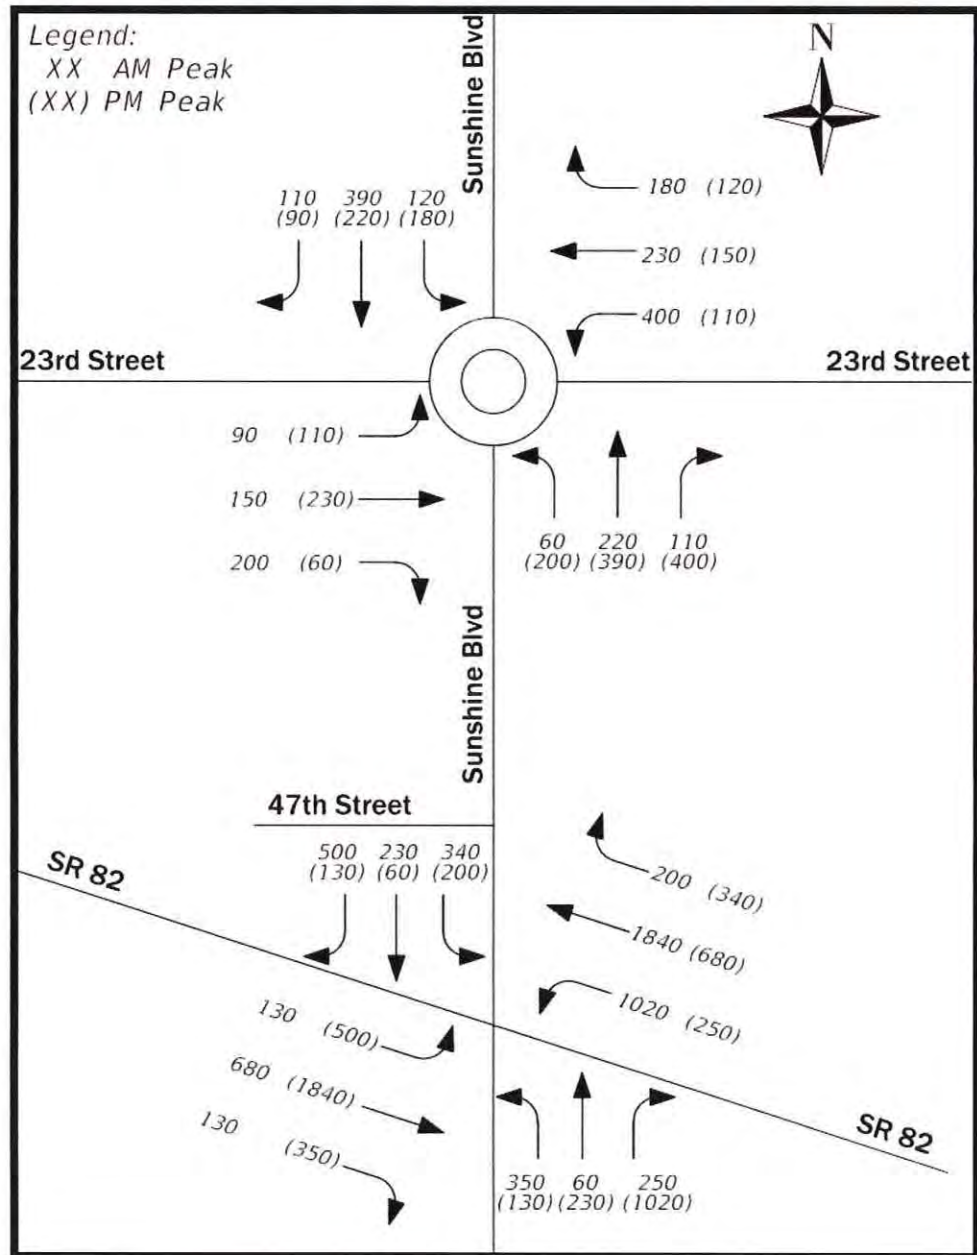 Legend:
XX AM Peak
(XX) PM Peak
Sunshine Blvd
N
180 (120)
110 390 120
(90) (220) (180)
230 (150)
400 (110)
23rd Street
23rd Street
90 (110)
150 (230)
60 220 110
(200) (390) (400)
200 (60)
Sunshine Blvd
47th Street
500 230 340
(130) (60) (200)
SR 82
200 (340)
1840 (680)
1020 (250)
130 (500)
680 (1840)
130 (350)
SR 82
350 60 250
(130) (230) (1020)